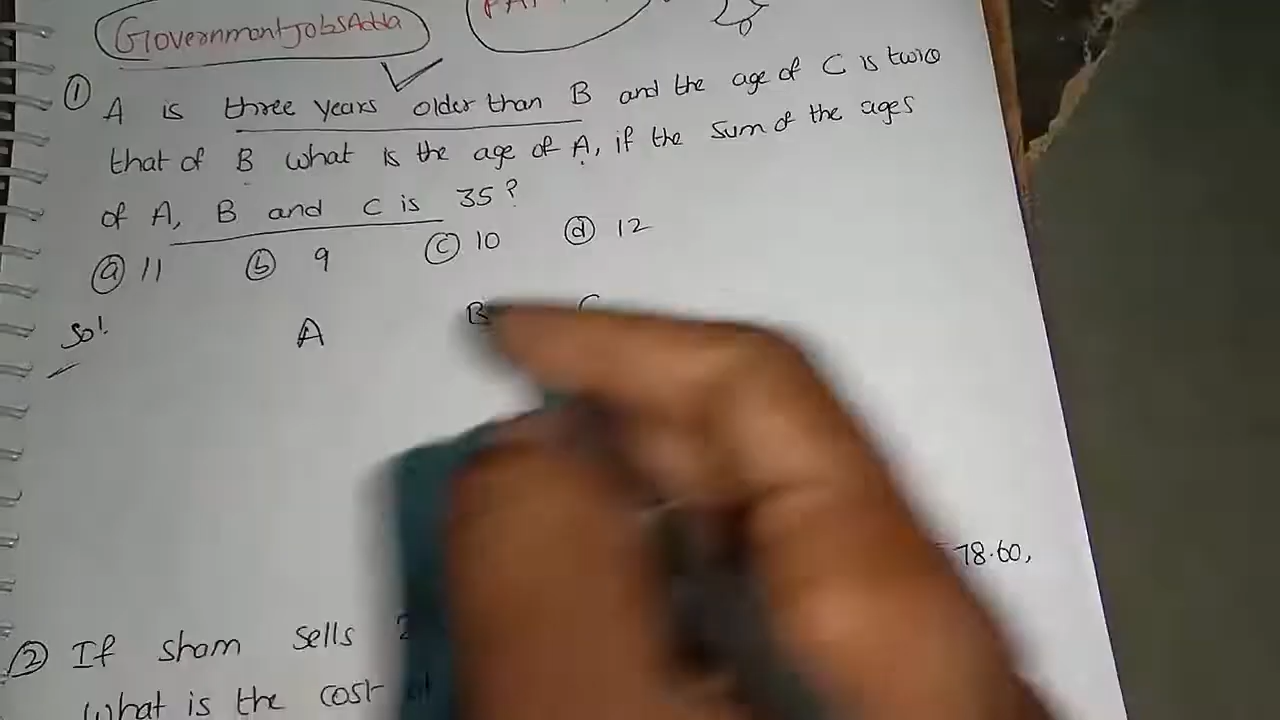 GovernmentJobsAdda
① A is three years older than B and the age of C is twice
that of B what is the age of A, if the sum of the ages
of A, B and C is 35?
ⓐ 11 ⓑ 9 ⓒ 10 ⓓ 12
So!
A B C
78.60,
② If sham sells
what is the cost